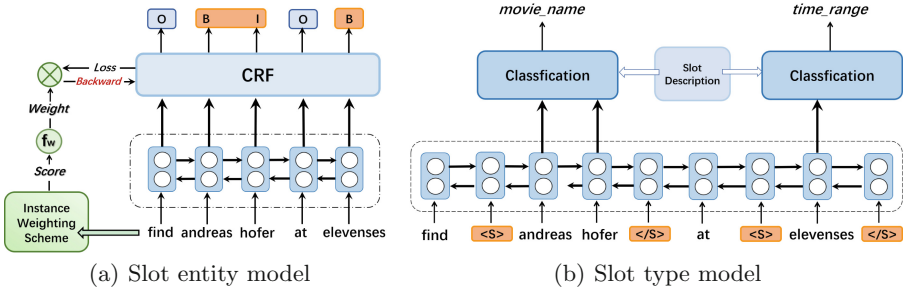 O B I O B
Loss
Backward
CRF
Weight
fw
Score
Instance
Weighting
Scheme
find andreas hofer at elevenses
(a) Slot entity model
movie_name time_range
Classfication
Slot
Description
Classfication
find <S> andreas hofer </S> at <S> elevenses </S>
(b) Slot type model